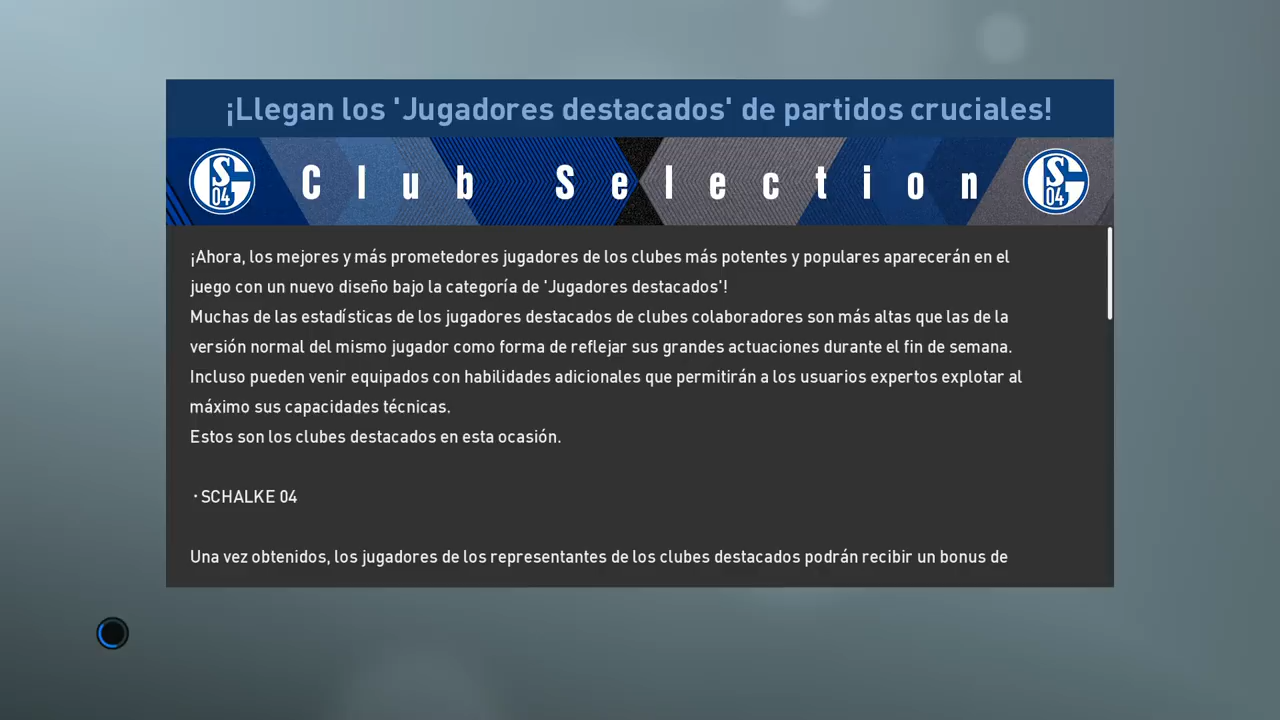 ¡Llegan los 'Jugadores destacados' de partidos cruciales!
S 04 Club Selection S 04
¡Ahora, los mejores y más prometedores jugadores de los clubes más potentes y populares aparecerán en el
juego con un nuevo diseño bajo la categoría de 'Jugadores destacados'!
Muchas de las estadísticas de los jugadores destacados de clubes colaboradores son más altas que las de la
versión normal del mismo jugador como forma de reflejar sus grandes actuaciones durante el fin de semana.
Incluso pueden venir equipados con habilidades adicionales que permitirán a los usuarios expertos explotar al
máximo sus capacidades técnicas.
Estos son los clubes destacados en esta ocasión.
・SCHALKE 04
Una vez obtenidos, los jugadores de los representantes de los clubes destacados podrán recibir un bonus de